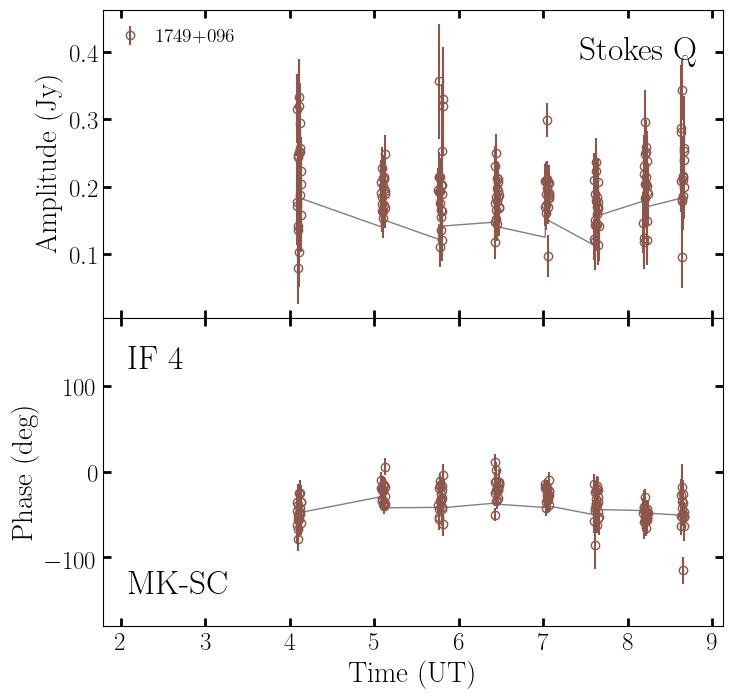 1749+096
Stokes Q
Amplitude (Jy)
0.4
0.3
0.2
0.1
IF 4
Phase (deg)
100
0
−100
MK-SC
2 3 4 5 6 7 8 9
Time (UT)